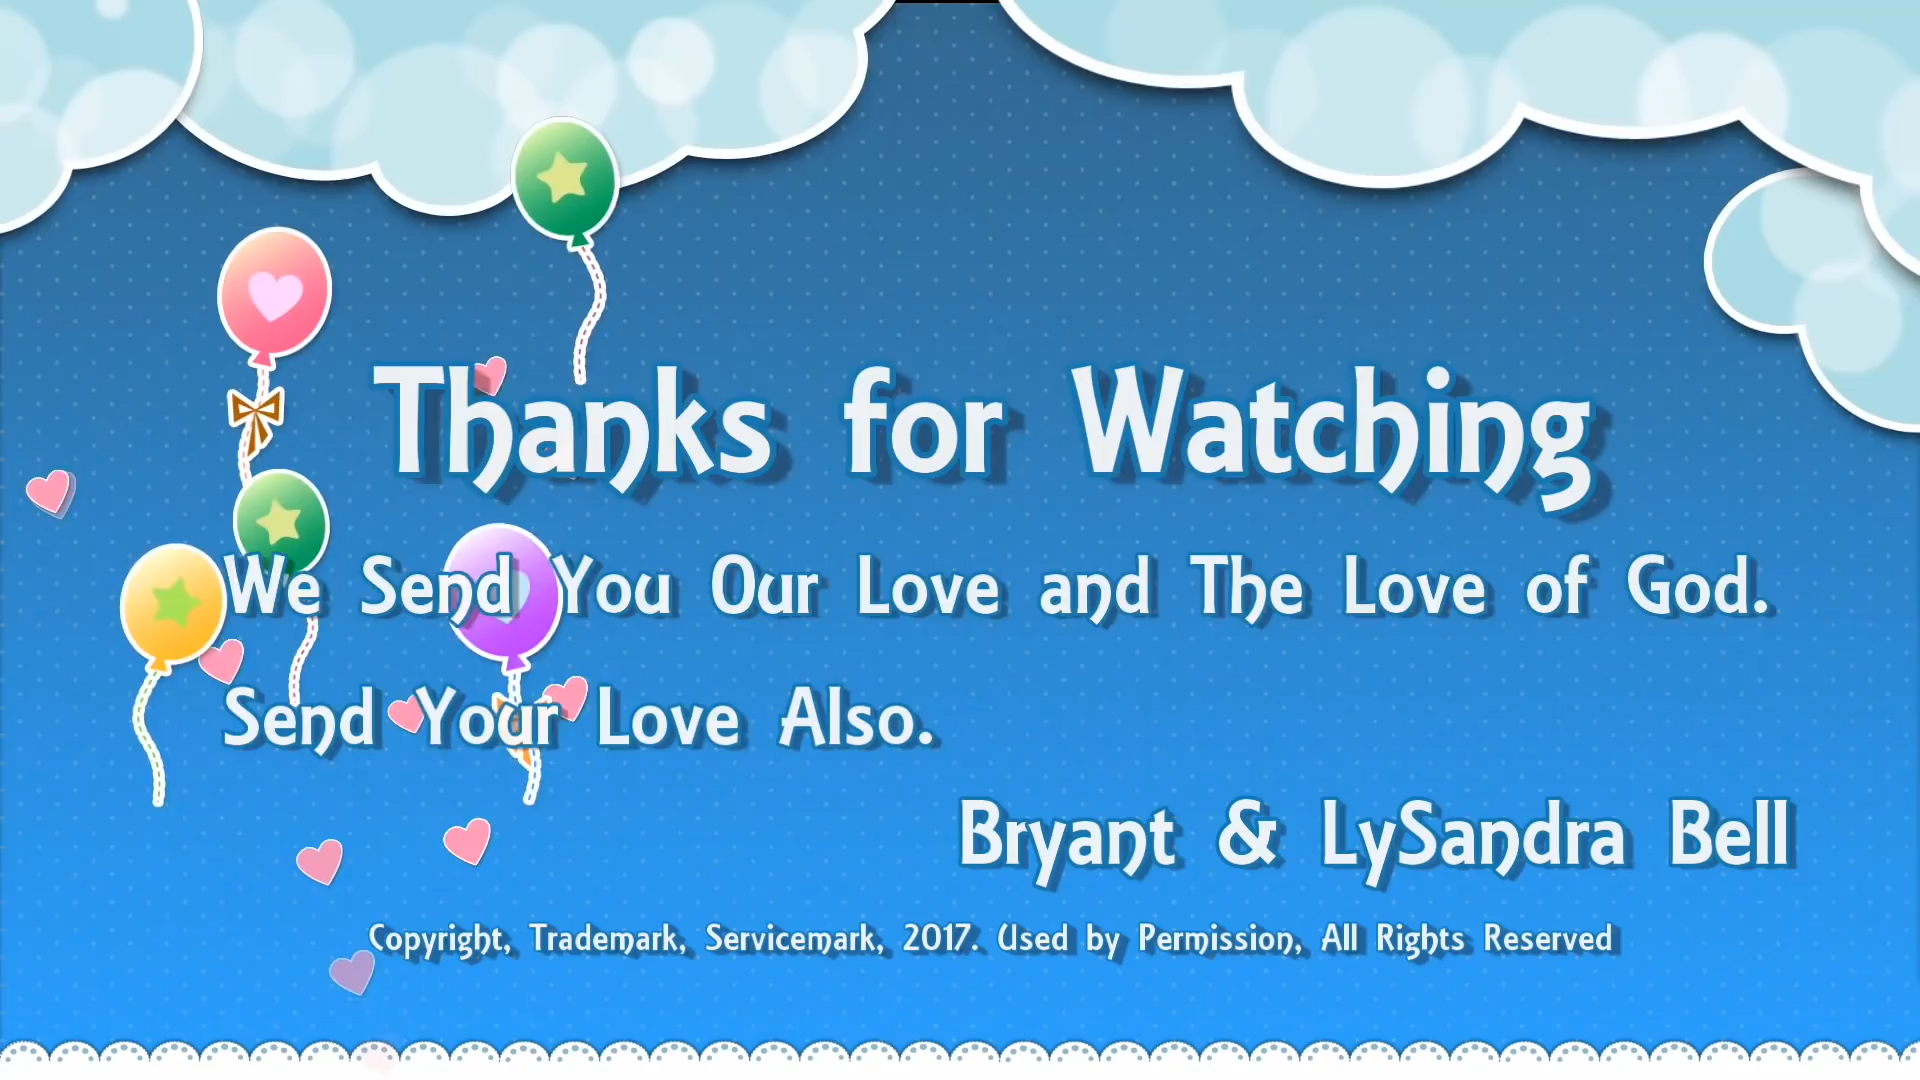 Thanks for Watching
We Send You Our Love and The Love of God.
Send Your Love Also.
Bryant & LySandra Bell
Copyright, Trademark, Servicemark, 2017. Used by Permission, All Rights Reserved